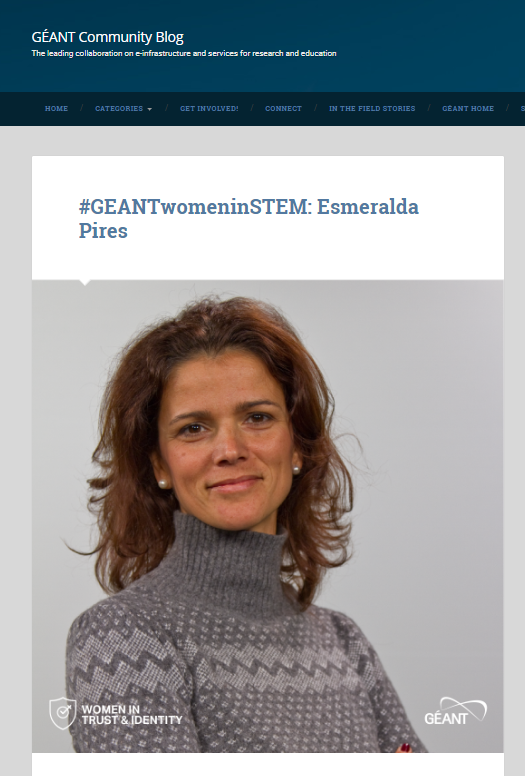 GÉANT Community Blog
The leading collaboration on e-infrastructure and services for research and education
HOME / CATEGORIES / GET INVOLVED! / CONNECT / IN THE FIELD STORIES / GÉANT HOME / S
#GEANTwomeninSTEM: Esmeralda
Pires
WOMEN IN
TRUST & IDENTITY
GÉANT